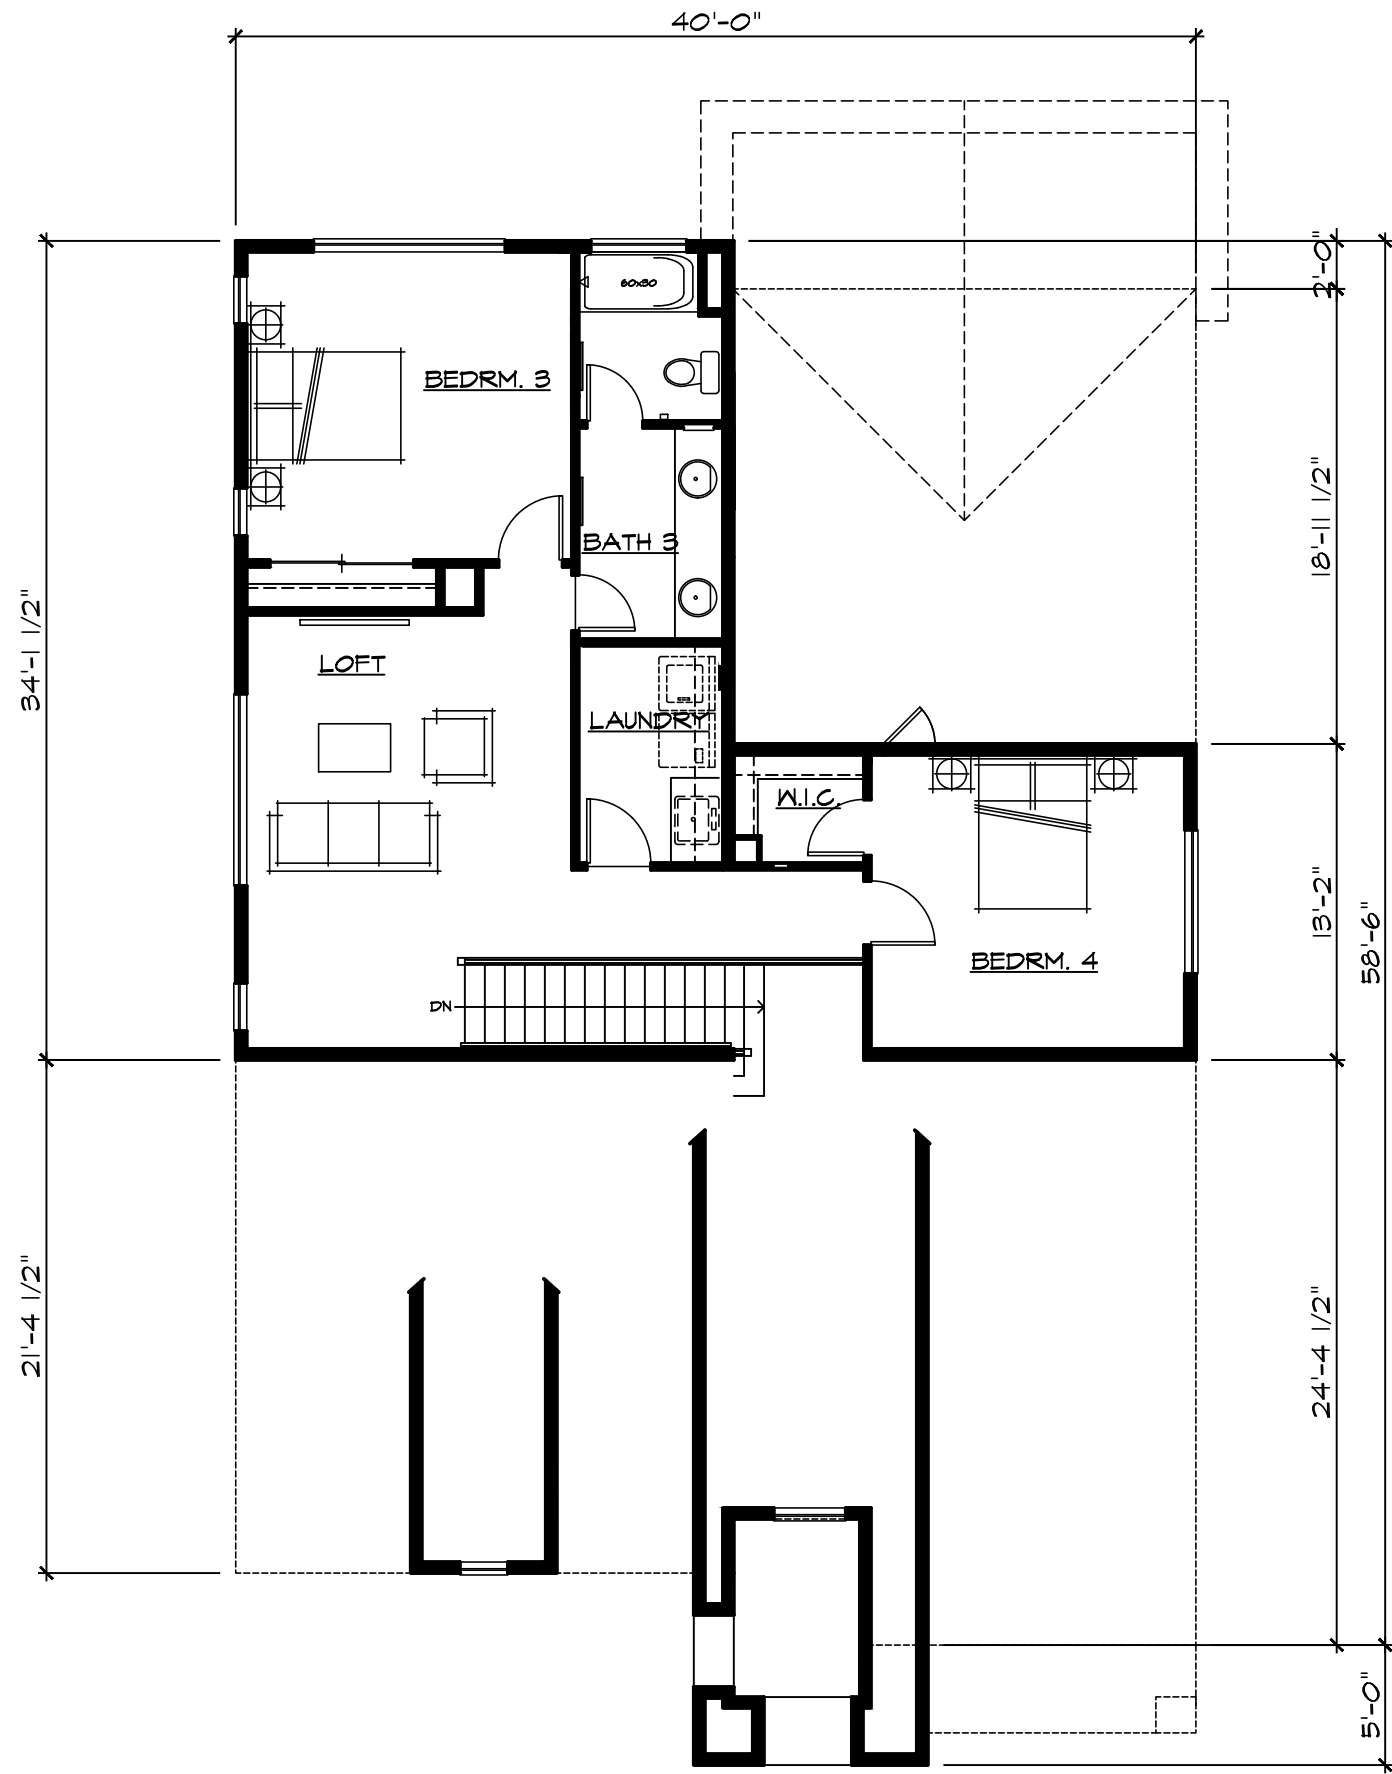 40'-0"
2'-0"
60x30
BEDRM. 3
18'-11 1/2"
BATH 3
34'-1 1/2"
LOFT
LAUNDRY
W.I.C.
13'-2"
58'-6"
BEDRM. 4
DN
21'-4 1/2"
24'-4 1/2"
5'-0"